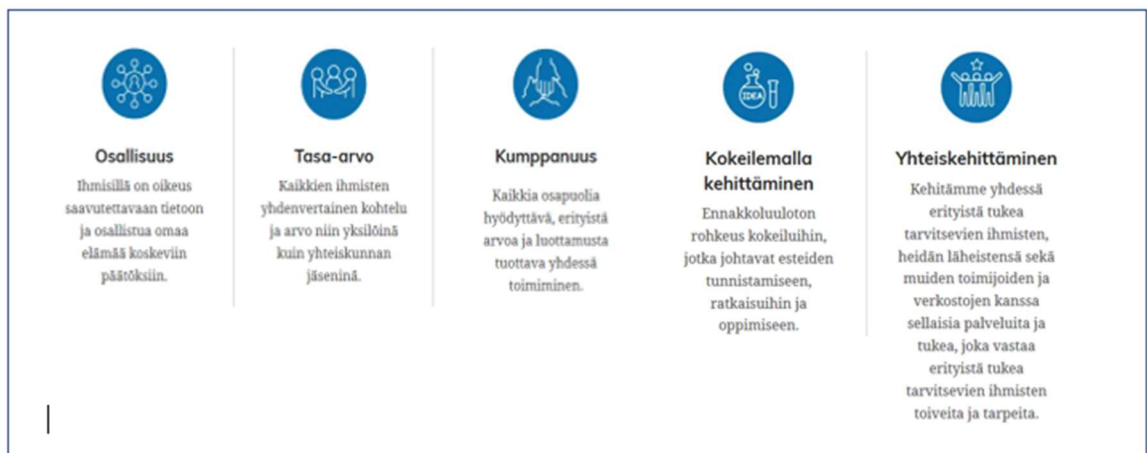 Osallisuus
Ihmisillä on oikeus
saavutettavaan tietoon
ja osallistua omaa
elämää koskeviin
päätöksiin.
Tasa-arvo
Kaikkien ihmisten
yhdenvertainen kohtelu
ja arvo niin yksilöinä
kuin yhteiskunnan
jäseninä.
Kumppanuus
Kaikkia osapuolia
hyödyttävä, erityistä
arvoa ja luottamusta
tuottava yhdessä
toimiminen.
IDEA
Kokeilemalla
kehittäminen
Ennakkoluuloton
rohkeus kokeiluihin,
jotka johtavat esteiden
tunnistamiseen,
ratkaisuihin ja
oppimiseen.
Yhteiskehittäminen
Kehitämme yhdessä
erityistä tukea
tarvitsevien ihmisten,
heidän läheistensä sekä
muiden toimijoiden ja
verkostojen kanssa
sellaisia palveluita ja
tukea, joka vastaa
erityistä tukea
tarvitsevien ihmisten
toiveita ja tarpeita.